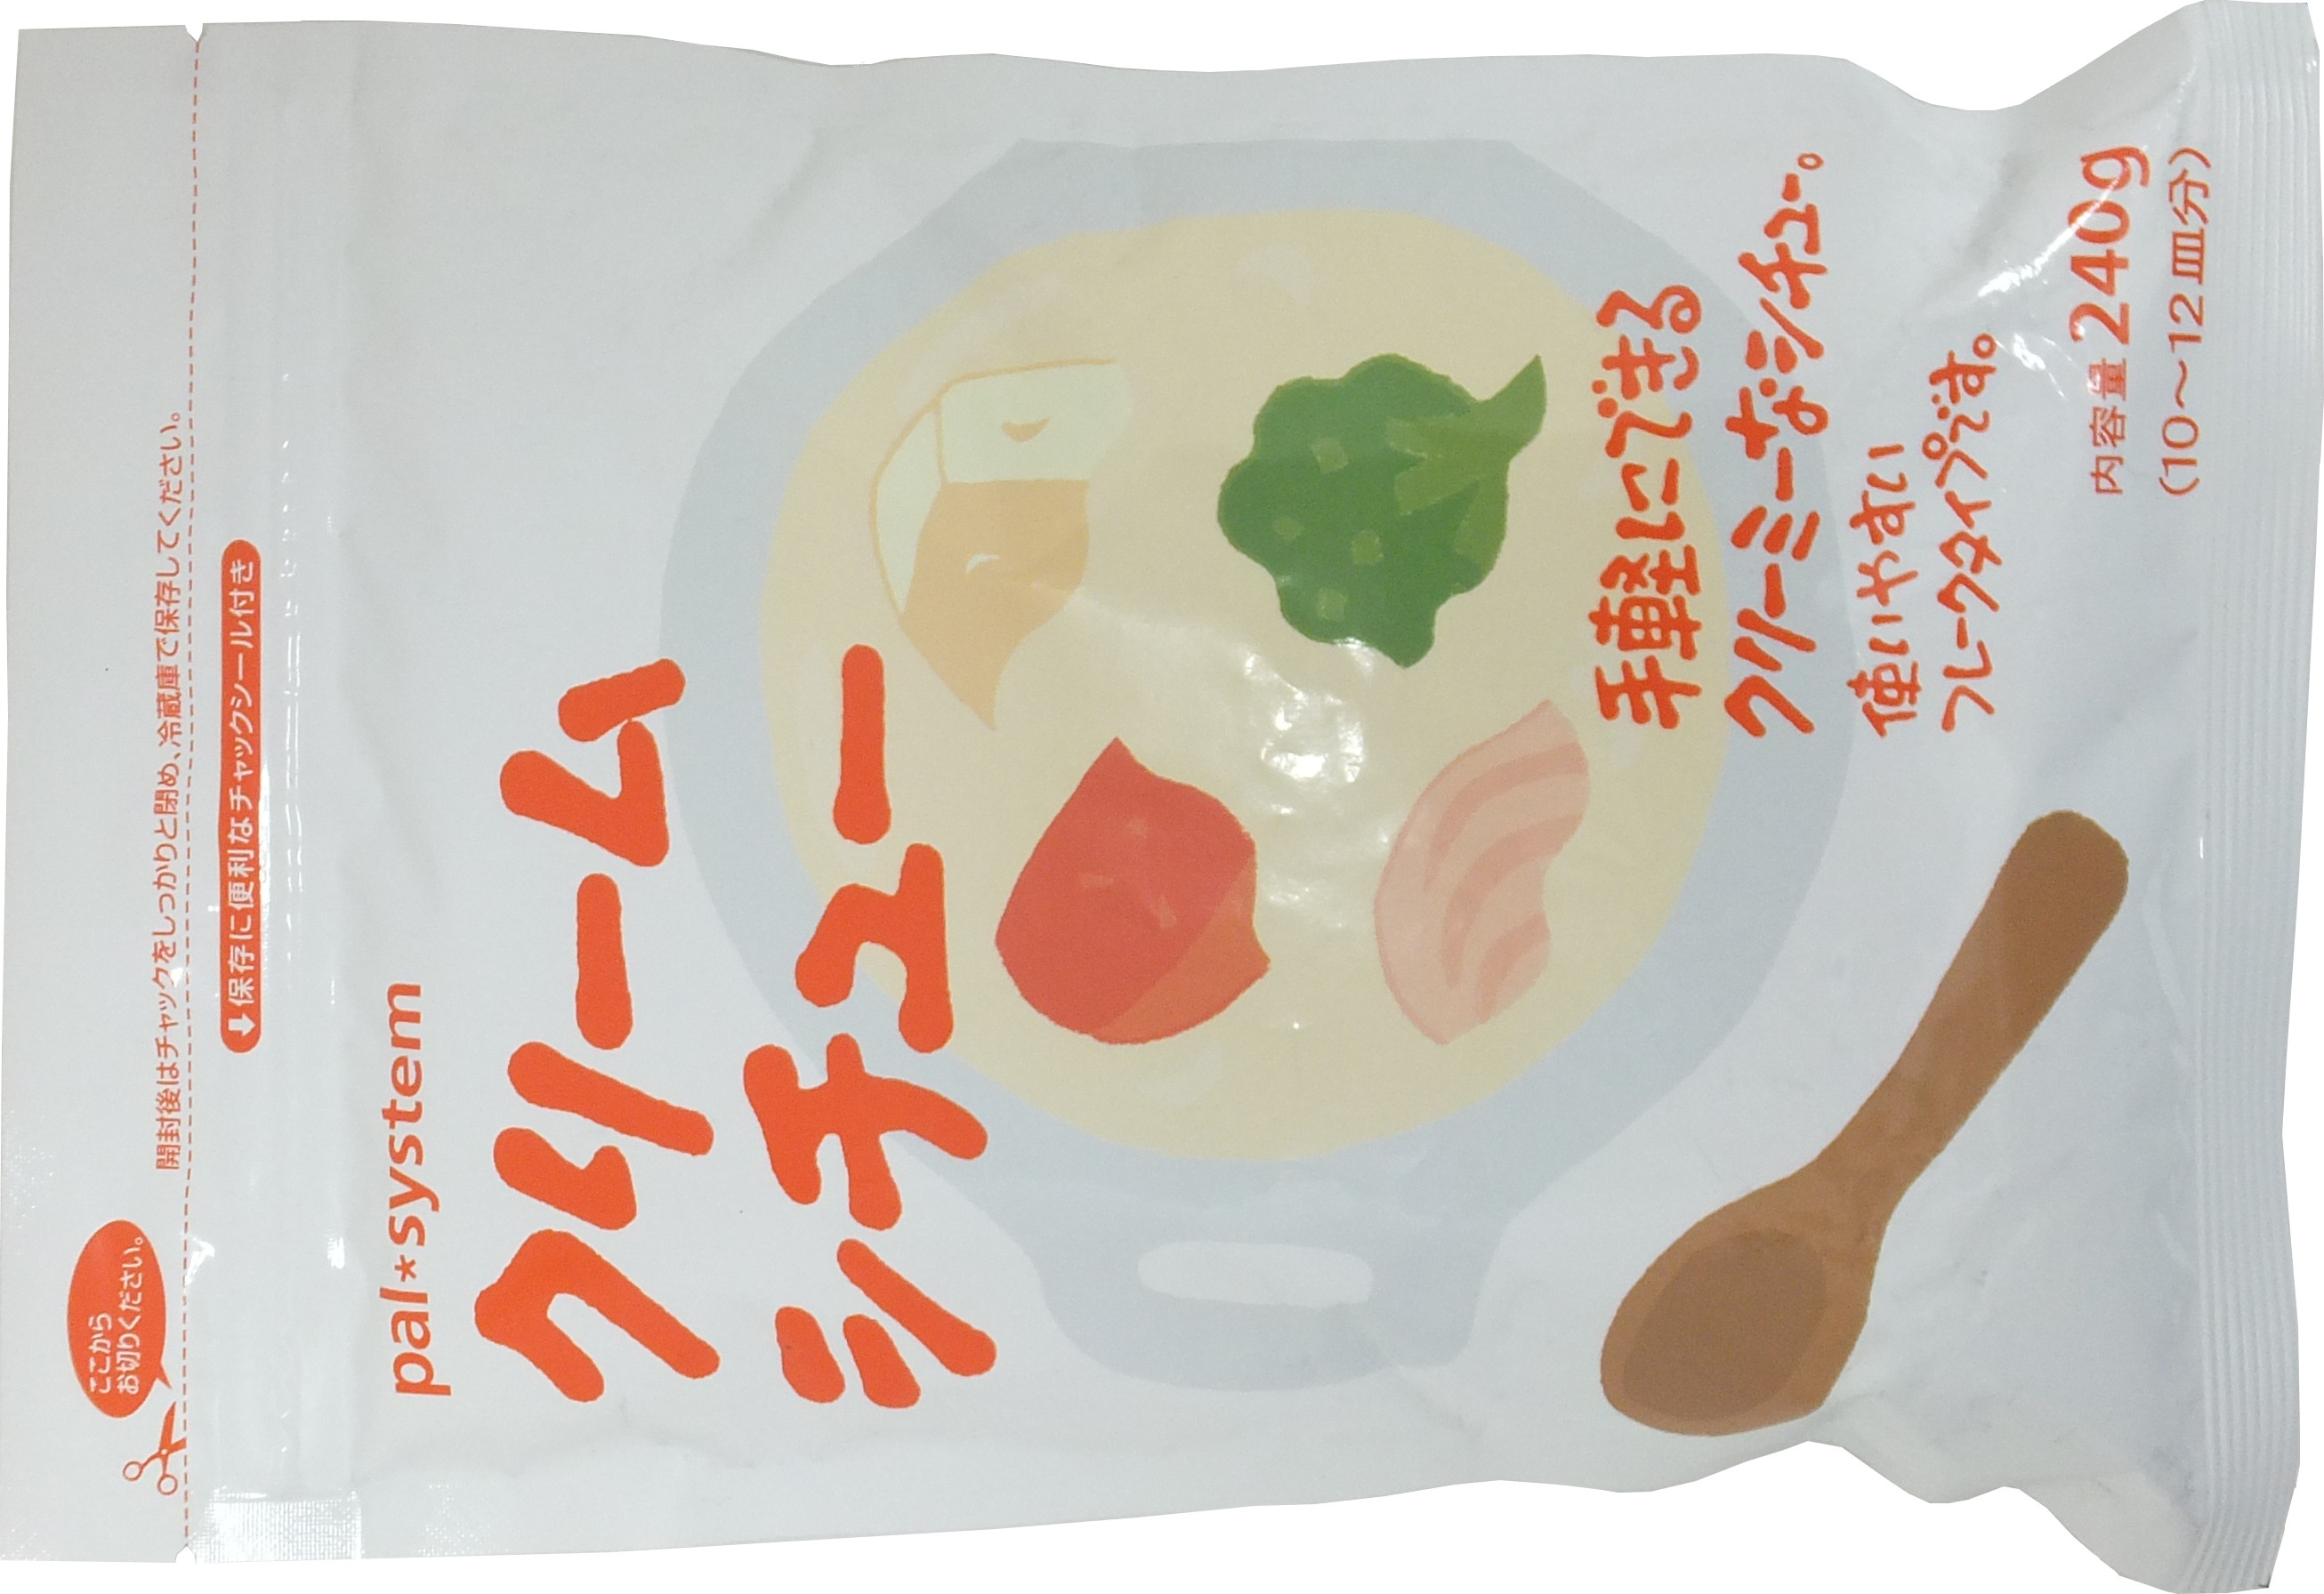 ここから
お切りください。
開封後はチャックをしっかりと閉め、冷蔵庫で保存してください。
保存に便利なチャックシール付き
pal*system
クリーム
シチュー
手軽にできる
クリーミーなシチュー。
使いやすい
フレークタイプです。
内容量 240g
(10〜12皿分)